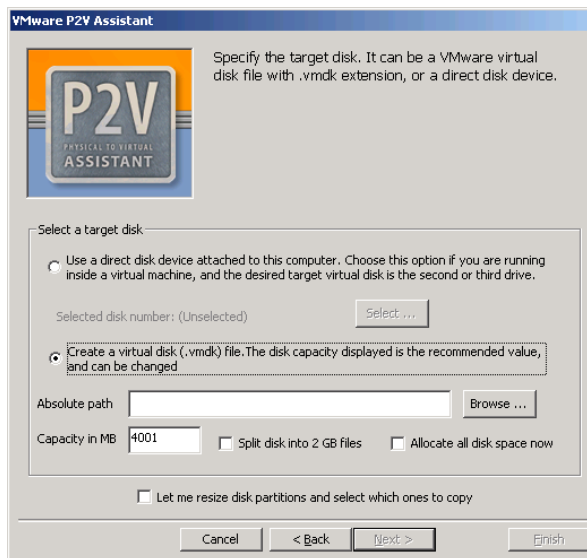 VMware P2V Assistant
Specify the target disk. It can be a VMware virtual
disk file with .vmdk extension, or a direct disk device.
P2V
PHYSICAL TO VIRTUAL
ASSISTANT
Select a target disk
Use a direct disk device attached to this computer. Choose this option if you are running
inside a virtual machine, and the desired target virtual disk is the second or third drive.
Selected disk number: (Unselected)
Select ...
Create a virtual disk (.vmdk) file.The disk capacity displayed is the recommended value,
and can be changed
Absolute path
Browse ...
Capacity in MB 4001 Split disk into 2 GB files Allocate all disk space now
Let me resize disk partitions and select which ones to copy
Cancel < Back Next > Finish